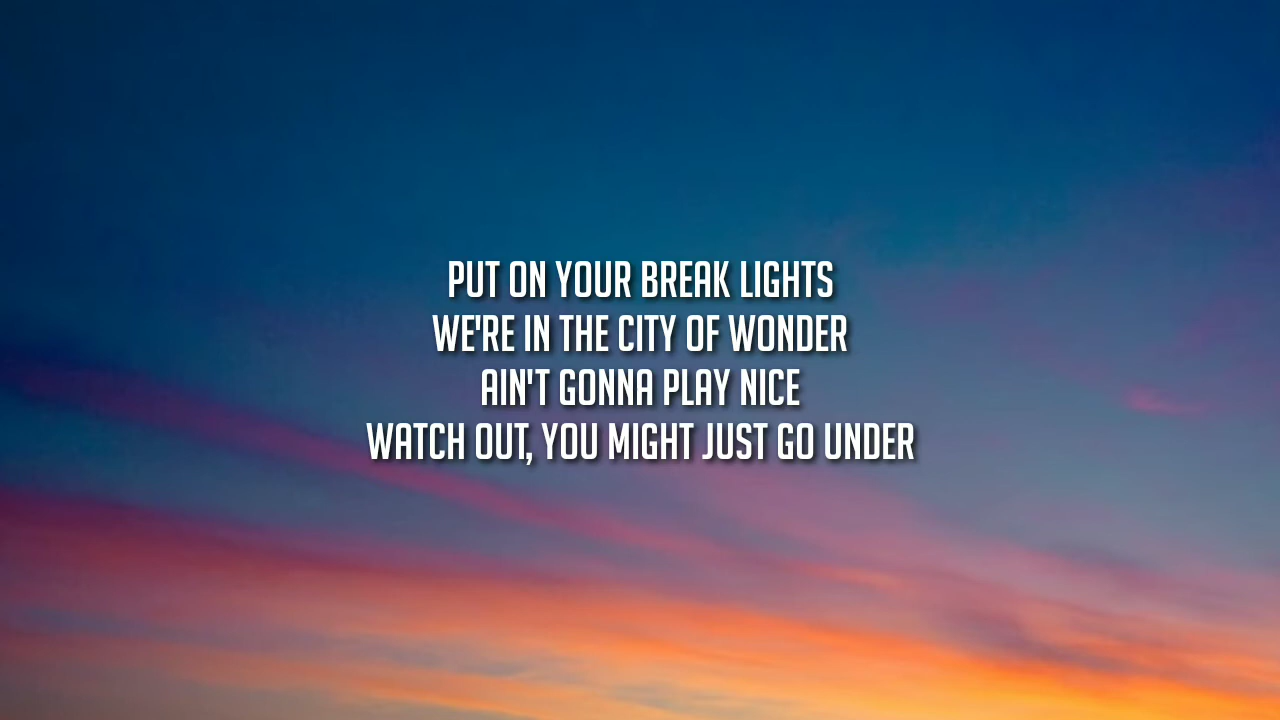 PUT ON YOUR BREAK LIGHTS
WE'RE IN THE CITY OF WONDER
AIN'T GONNA PLAY NICE
WATCH OUT, YOU MIGHT JUST GO UNDER